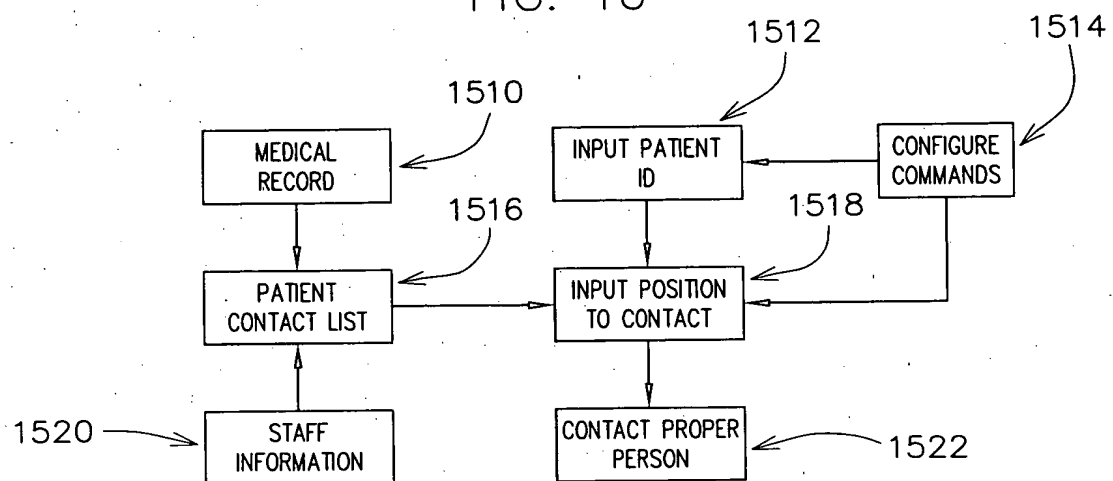 1512
1514
1510
MEDICAL
RECORD
INPUT PATIENT
ID
CONFIGURE
COMMANDS
1516
1518
PATIENT
CONTACT LIST
INPUT POSITION
TO CONTACT
1520
STAFF
INFORMATION
CONTACT PROPER
PERSON
1522